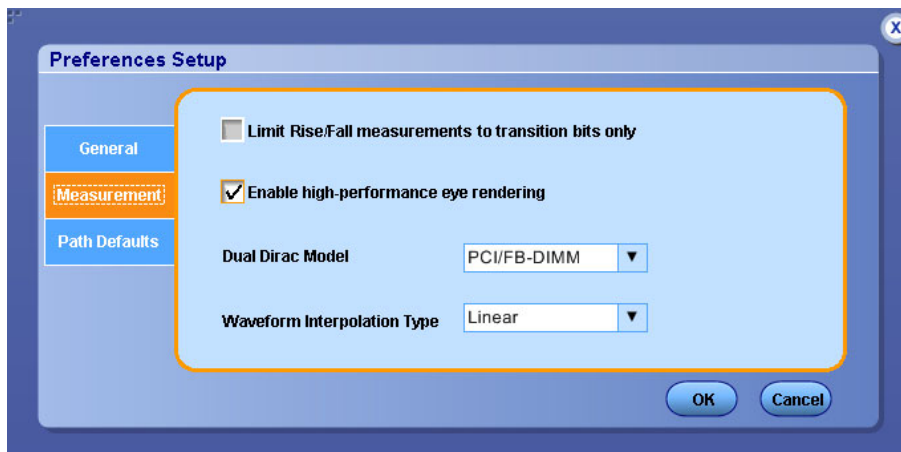 X
Preferences Setup
General
Measurement
Path Defaults
Limit Rise/Fall measurements to transition bits only
Enable high-performance eye rendering
Dual Dirac Model
PCI/FB-DIMM
Waveform Interpolation Type
Linear
OK
Cancel